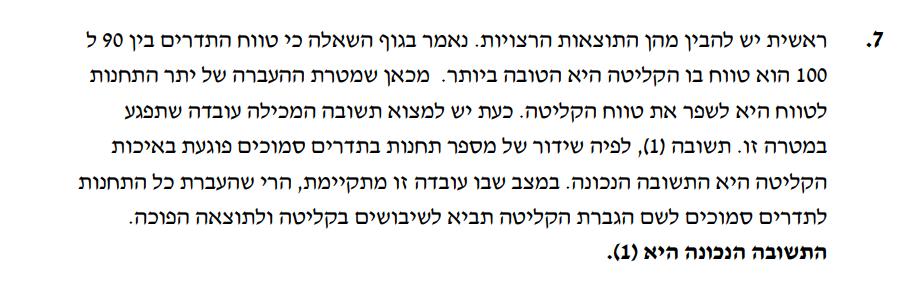 7. ראשית יש להבין מהן התוצאות הרצויות. נאמר בגוף השאלה כי טווח התדרים בין 90 ל
100 הוא טווח בו הקליטה היא הטובה ביותר. מכאן שמטרת ההעברה של יתר התחנות
לטווח היא לשפר את טווח הקליטה. כעת יש למצוא תשובה המכילה עובדה שתפגע
במטרה זו. תשובה (1), לפיה שידור של מספר תחנות בתדרים סמוכים פוגעת באיכות
הקליטה היא התשובה הנכונה. במצב שבו עובדה זו מתקיימת, הרי שהעברת כל התחנות
לתדרים סמוכים לשם הגברת הקליטה תביא לשיבושים בקליטה ולתוצאה הפוכה.
התשובה הנכונה היא (1).